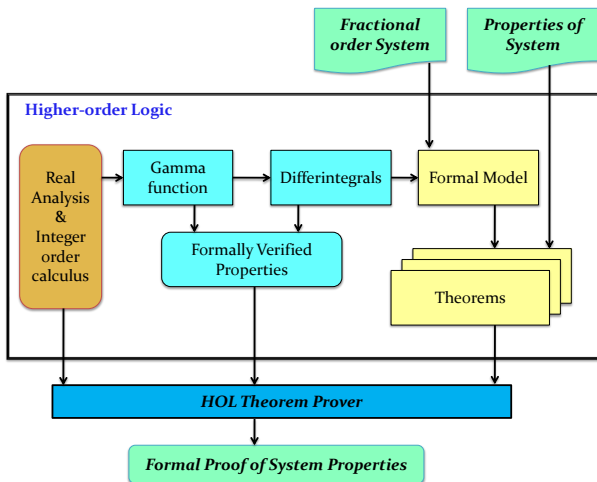 Fractional
order System
Properties of
System
Higher-order Logic
Real
Analysis
&
Integer
order
calculus
Gamma
function
Differintegrals
Formal Model
Formally Verified
Properties
Theorems
HOL Theorem Prover
Formal Proof of System Properties